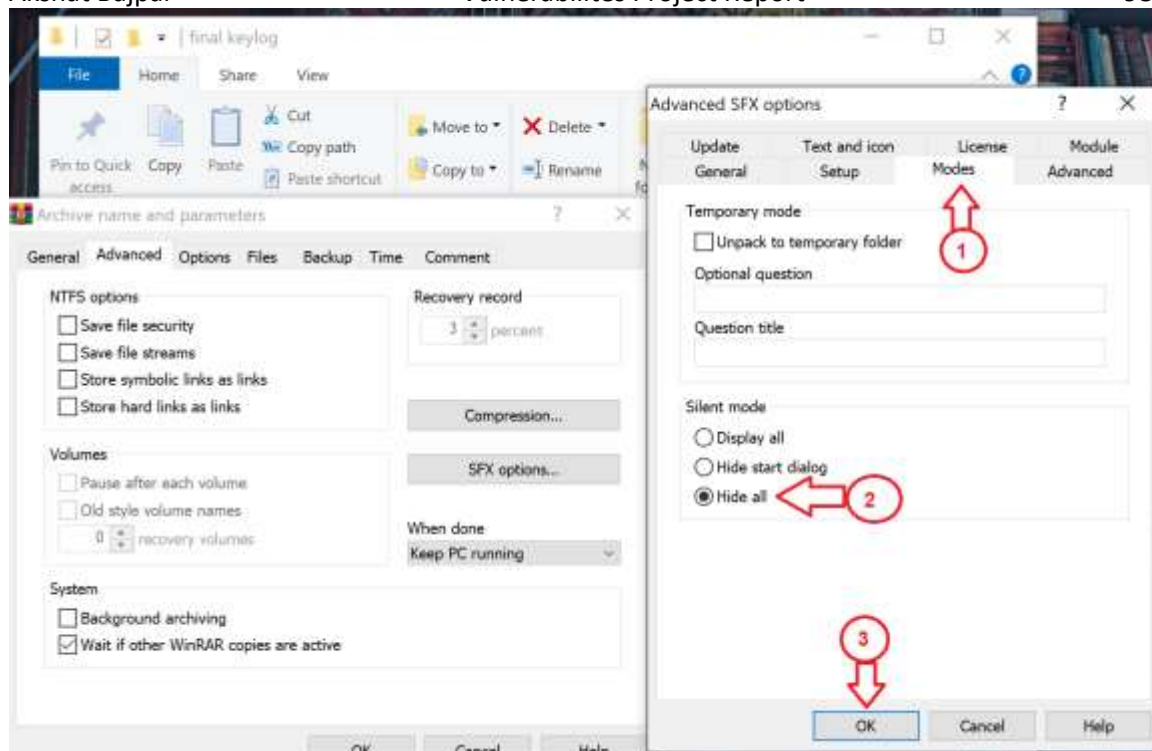 final keylog
File Home Share View
Pin to Quick access Copy Paste
Cut
Copy path
Paste shortcut
Move to
Copy to
Delete
Rename
Archive name and parameters ?
General Advanced Options Files Backup Time Comment
NTFS options
Save file security
Save file streams
Store symbolic links as links
Store hard links as links
Volumes
Pause after each volume
Old style volume names
0 recovery volumes
System
Background archiving
Wait if other WinRAR copies are active
Recovery record
3 percent
Compression...
SFX options...
When done
Keep PC running
OK Cancel Help
Advanced SFX options ?
Update Text and icon License Module
General Setup Modes Advanced
1
Temporary mode
Unpack to temporary folder
Optional question
Question title
Silent mode
Display all
Hide start dialog
Hide all
2
3
OK Cancel Help